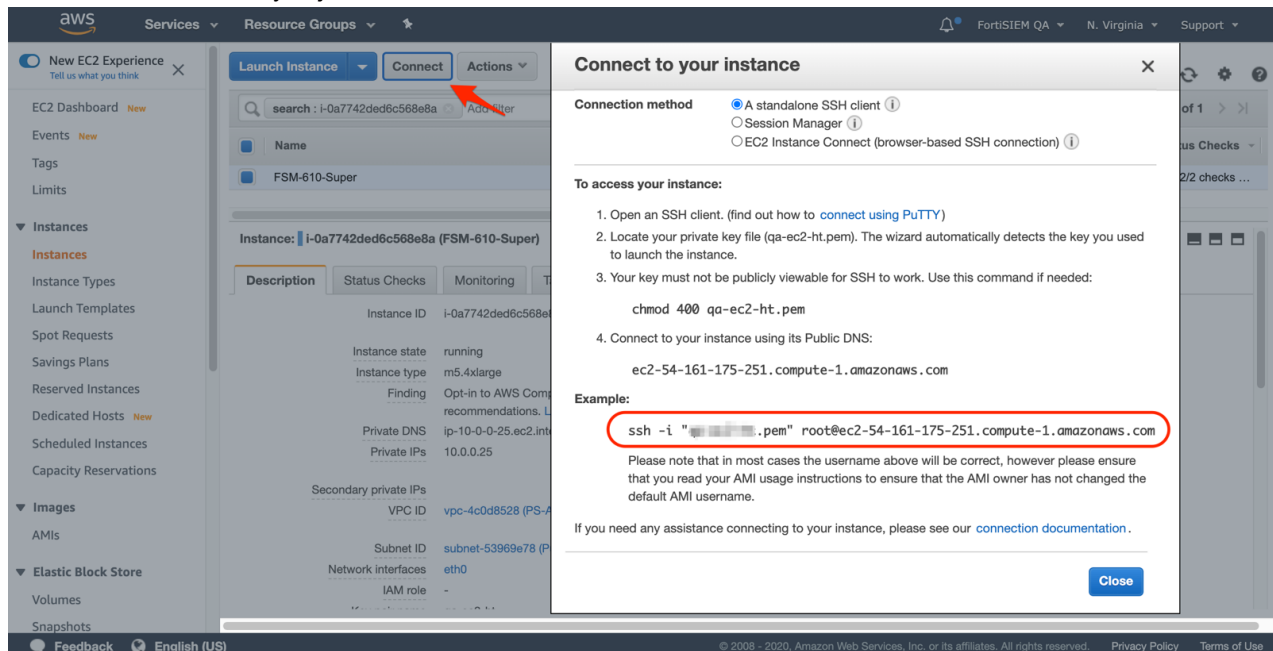 aws
Services
Resource Groups
FortiSIEM QA
N. Virginia
Support
New EC2 Experience
Tell us what you think
EC2 Dashboard New
Events New
Tags
Limits
Instances
Instances
Instance Types
Launch Templates
Spot Requests
Savings Plans
Reserved Instances
Dedicated Hosts New
Scheduled Instances
Capacity Reservations
Images
AMIs
Elastic Block Store
Volumes
Snapshots
Launch Instance
Connect
Actions
search : i-0a7742ded6c568e8a
Add filter
of 1
Name
Checks
FSM-610-Super
2/2 checks ...
Instance: i-0a7742ded6c568e8a (FSM-610-Super)
Description
Status Checks
Monitoring
Instance ID
Instance state running
Instance type m5.4xlarge
Finding Opt-in to AWS
recommendations.
Private DNS
Private IPs 10.0.0.25
Secondary private IPs
VPC ID vpc-4c0d8528
Subnet ID subnet-53969e78
Network interfaces eth0
IAM role -
Connect to your instance
Connection method
A standalone SSH client
Session Manager
EC2 Instance Connect (browser-based SSH connection)
To access your instance:
1. Open an SSH client. (find out how to connect using PuTTY)
2. Locate your private key file (qa-ec2-ht.pem). The wizard automatically detects the key you used
to launch the instance.
3. Your key must not be publicly viewable for SSH to work. Use this command if needed:
chmod 400 qa-ec2-ht.pem
4. Connect to your instance using its Public DNS:
ec2-54-161-175-251.compute-1.amazonaws.com
Example:
ssh -i " .pem" root@ec2-54-161-175-251.compute-1.amazonaws.com
Please note that in most cases the username above will be correct, however please ensure
that you read your AMI usage instructions to ensure that the AMI owner has not changed the
default AMI username.
If you need any assistance connecting to your instance, please see our connection documentation.
Close
Feedback
English (US)
© 2008 - 2020, Amazon Web Services, Inc. or its affiliates. All rights reserved.
Privacy Policy
Terms of Use